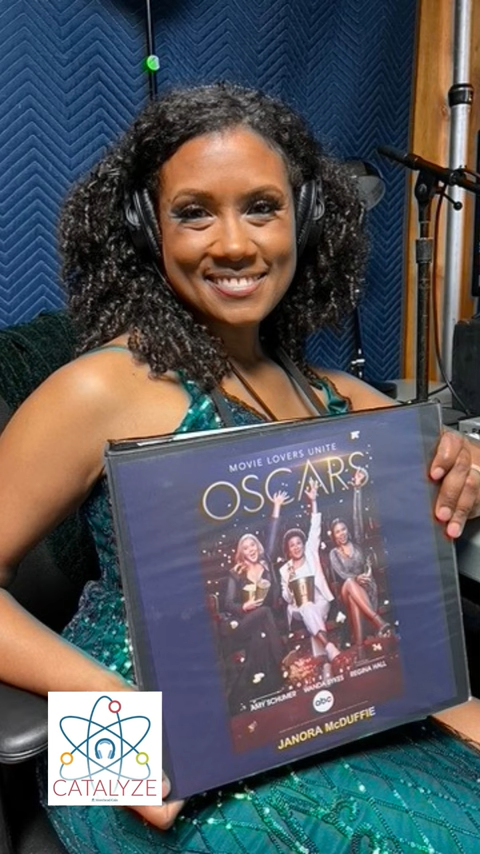 MOVIE LOVERS UNITE
OSCARS
AMY SCHUMER WANDA SYKES REGINA HALL
abc
JANORA McDUFFIE
CATALYZE